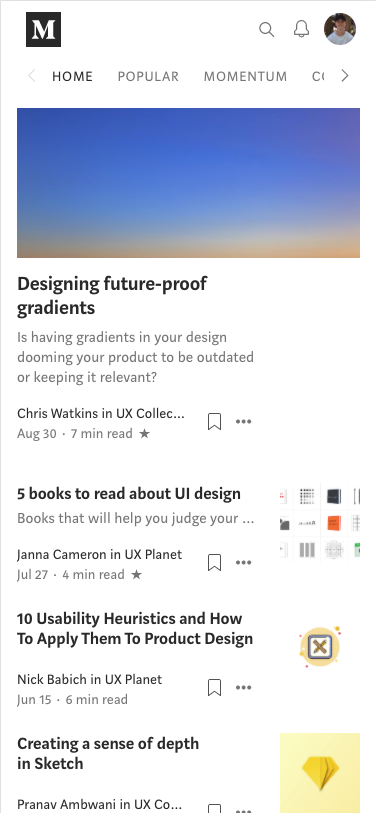 M
HOME POPULAR MOMENTUM
Designing future-proof
gradients
Is having gradients in your design
dooming your product to be outdated
or keeping it relevant?
Chris Watkins in UX Collec...
Aug 30 · 7 min read ★
5 books to read about UI design
Books that will help you judge your ...
Janna Cameron in UX Planet
Jul 27 · 4 min read ★
10 Usability Heuristics and How
To Apply Them To Product Design
Nick Babich in UX Planet
Jun 15 · 6 min read
Creating a sense of depth
in Sketch
Pranav Ambwani in UX Co...